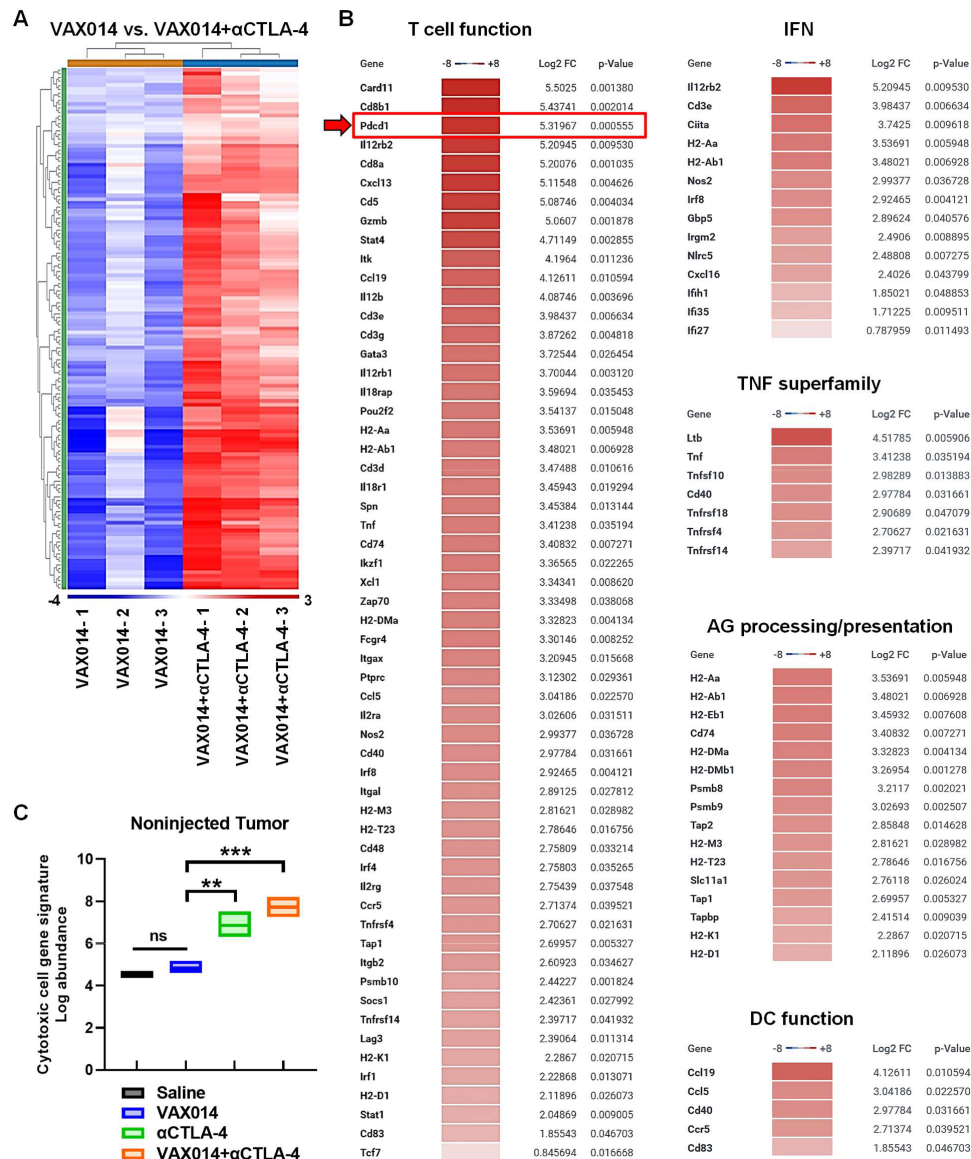 A
VAX014 vs. VAX014+αCTLA-4
-4
3
VAX014- 1
VAX014- 2
VAX014- 3
VAX014+αCTLA-4- 1
VAX014+αCTLA-4- 2
VAX014+αCTLA-4- 3
B
T cell function
Gene -8 +8 Log2 FC p-Value
Card11 5.5025 0.001380
Cd8b1 5.43741 0.002014
Pdcd1 5.31967 0.000555
Il12rb2 5.20945 0.009530
Cd8a 5.20076 0.001035
Cxcl13 5.11548 0.004626
Cd5 5.08746 0.004034
Gzmb 5.0607 0.001878
Stat4 4.71149 0.002855
Itk 4.1964 0.011236
Ccl19 4.12611 0.010594
Il12b 4.08746 0.003696
Cd3e 3.98437 0.006634
Cd3g 3.87262 0.004818
Gata3 3.72544 0.026454
Il12rb1 3.70044 0.003120
Il18rap 3.59694 0.035453
Pou2f2 3.54137 0.015048
H2-Aa 3.53691 0.005948
H2-Ab1 3.48021 0.006928
Cd3d 3.47488 0.010616
Il18r1 3.45943 0.019294
Spn 3.45384 0.013144
Tnf 3.41238 0.035194
Cd74 3.40832 0.007271
Ikzf1 3.36565 0.022265
Xcl1 3.34341 0.008620
Zap70 3.33498 0.038068
H2-DMa 3.32823 0.004134
Fcgr4 3.30146 0.008252
Itgax 3.20945 0.015668
Ptprc 3.12302 0.029361
Ccl5 3.04186 0.022570
Il2ra 3.02606 0.031511
Nos2 2.99377 0.036728
Cd40 2.97784 0.031661
Irf8 2.92465 0.004121
Itgal 2.89125 0.027812
H2-M3 2.81621 0.028982
H2-T23 2.78646 0.016756
Cd48 2.75809 0.033214
Irf4 2.75803 0.035265
Il2rg 2.75439 0.037548
Ccr5 2.71374 0.039521
Tnfrsf4 2.70627 0.021631
Tap1 2.69957 0.005327
Itgb2 2.60923 0.034627
Psmb10 2.44227 0.001824
Socs1 2.42361 0.027992
Tnfrsf14 2.39717 0.041932
Lag3 2.39064 0.011314
H2-K1 2.2867 0.020715
Irf1 2.22868 0.013071
H2-D1 2.11896 0.026073
Stat1 2.04869 0.009005
Cd83 1.85543 0.046703
Tcf7 0.845694 0.016668
IFN
Gene -8 +8 Log2 FC p-Value
Il12rb2 5.20945 0.009530
Cd3e 3.98437 0.006634
Ciita 3.7425 0.009618
H2-Aa 3.53691 0.005948
H2-Ab1 3.48021 0.006928
Nos2 2.99377 0.036728
Irf8 2.92465 0.004121
Gbp5 2.89624 0.040576
Irgm2 2.4906 0.008895
Nlrc5 2.48808 0.007275
Cxcl16 2.4026 0.043799
Ifih1 1.85021 0.048853
Ifi35 1.71225 0.009511
Ifi27 0.787959 0.011493
TNF superfamily
Gene -8 +8 Log2 FC p-Value
Ltb 4.51785 0.005906
Tnf 3.41238 0.035194
Tnfsf10 2.98289 0.013883
Cd40 2.97784 0.031661
Tnfrsf18 2.90689 0.047079
Tnfrsf4 2.70627 0.021631
Tnfrsf14 2.39717 0.041932
AG processing/presentation
Gene -8 +8 Log2 FC p-Value
H2-Aa 3.53691 0.005948
H2-Ab1 3.48021 0.006928
H2-Eb1 3.45932 0.007608
Cd74 3.40832 0.007271
H2-DMa 3.32823 0.004134
H2-DMb1 3.26954 0.001278
Psmb8 3.2117 0.002021
Psmb9 3.02693 0.002507
Tap2 2.85848 0.014628
H2-M3 2.81621 0.028982
H2-T23 2.78646 0.016756
Slc11a1 2.76118 0.026024
Tap1 2.69957 0.005327
Tapbp 2.41514 0.009039
H2-K1 2.2867 0.020715
H2-D1 2.11896 0.026073
DC function
Gene -8 +8 Log2 FC p-Value
Ccl19 4.12611 0.010594
Ccl5 3.04186 0.022570
Cd40 2.97784 0.031661
Ccr5 2.71374 0.039521
Cd83 1.85543 0.046703
C
Noninjected Tumor
Cytotoxic cell gene signature
Log abundance
10
8
6
4
2
0
ns
**
***
Saline
VAX014
αCTLA-4
VAX014+αCTLA-4